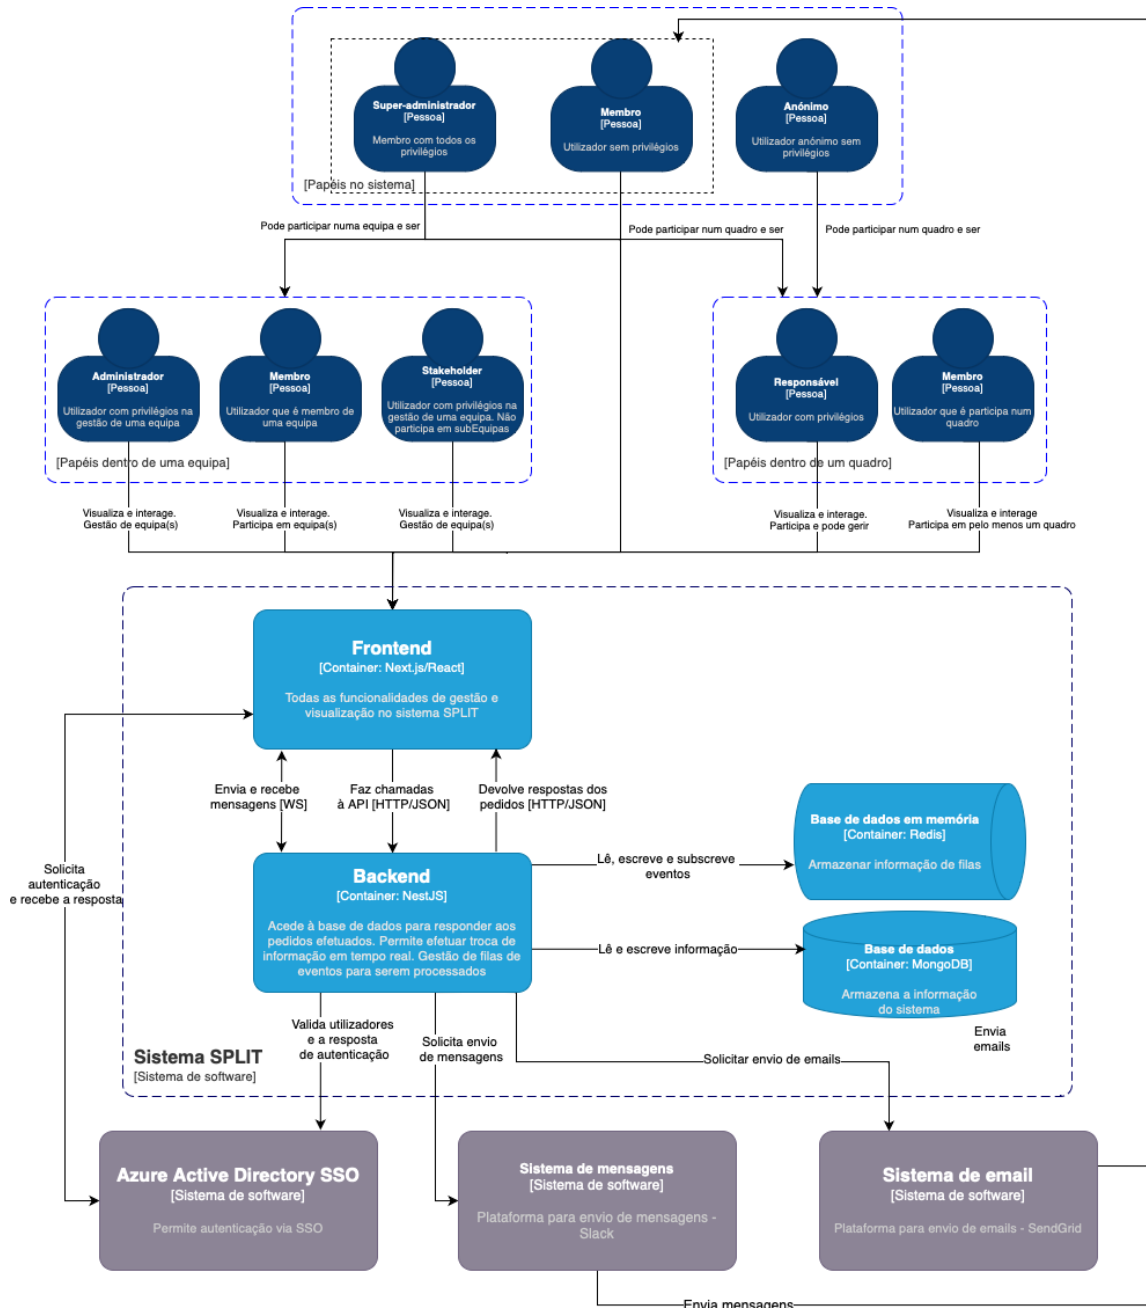 Super-administrador
[Pessoa]
Membro com todos os
privilégios
Membro
[Pessoa]
Utilizador sem privilégios
Anónimo
[Pessoa]
Utilizador anónimo sem
privilégios
[Papéis no sistema]
Pode participar numa equipa e ser
Pode participar num quadro e ser
Pode participar num quadro e ser
Administrador
[Pessoa]
Utilizador com privilégios na
gestão de uma equipa
Membro
[Pessoa]
Utilizador que é membro de
uma equipa
Stakeholder
[Pessoa]
Utilizador com privilégios na
gestão de uma equipa. Não
participa em subEquipas
[Papéis dentro de uma equipa]
Responsável
[Pessoa]
Utilizador com privilégios
Membro
[Pessoa]
Utilizador que é participa num
quadro
[Papéis dentro de um quadro]
Visualiza e interage.
Gestão de equipa(s)
Visualiza e interage.
Participa em equipa(s)
Visualiza e interage.
Gestão de equipa(s)
Visualiza e interage.
Participa e pode gerir
Visualiza e interage
Participa em pelo menos um quadro
Frontend
[Container: Next.js/React]
Todas as funcionalidades de gestão e
visualização no sistema SPLIT
Envia e recebe
mensagens [WS]
Faz chamadas
à API [HTTP/JSON]
Devolve respostas dos
pedidos [HTTP/JSON]
Solicita
autenticação
e recebe a resposta
Backend
[Container: NestJS]
Acede à base de dados para responder aos
pedidos efetuados. Permite efetuar troca de
informação em tempo real. Gestão de filas de
eventos para serem processados
Lê, escreve e subscreve
eventos
Base de dados em memória
[Container: Redis]
Armazenar informação de filas
Lê e escreve informação
Base de dados
[Container: MongoDB]
Armazena a informação
do sistema
Envia
emails
Valida utilizadores
e a resposta
de autenticação
Solicita envio
de mensagens
Solicitar envio de emails
Sistema SPLIT
[Sistema de software]
Azure Active Directory SSO
[Sistema de software]
Permite autenticação via SSO
Sistema de mensagens
[Sistema de software]
Plataforma para envio de mensagens -
Slack
Sistema de email
[Sistema de software]
Plataforma para envio de emails - SendGrid
Envia mensagens